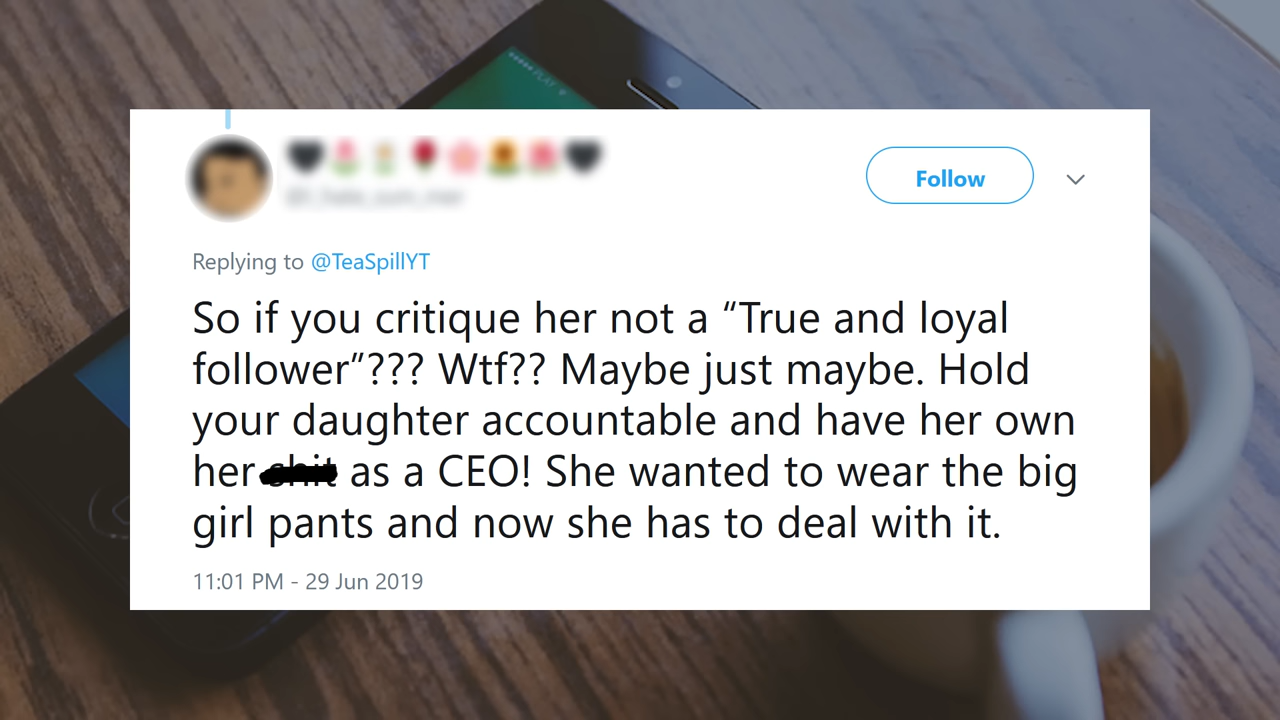 Follow
Replying to @TeaSpillYT
So if you critique her not a “True and loyal
follower”??? Wtf?? Maybe just maybe. Hold
your daughter accountable and have her own
her shit as a CEO! She wanted to wear the big
girl pants and now she has to deal with it.
11:01 PM - 29 Jun 2019